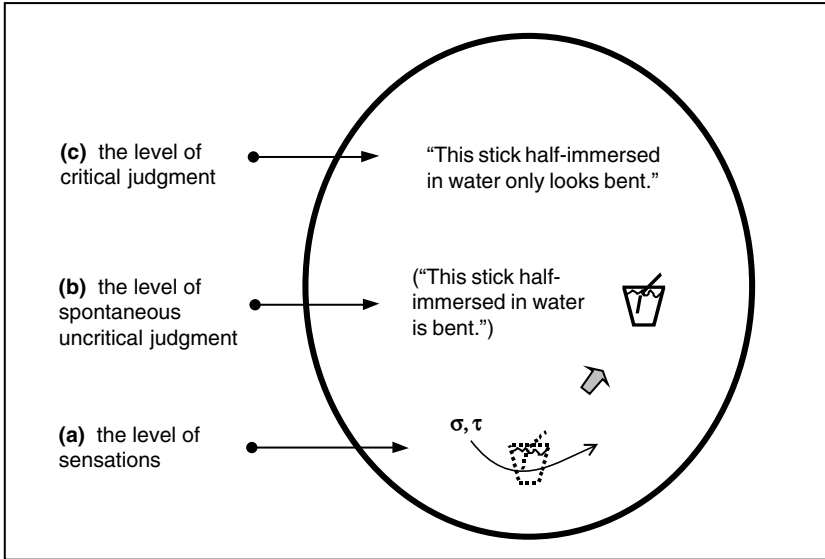 (c) the level of
critical judgment
“This stick half-immersed
in water only looks bent.”
(b) the level of
spontaneous
uncritical judgment
(“This stick half-
immersed in water
is bent.”)
(a) the level of
sensations
σ, τ